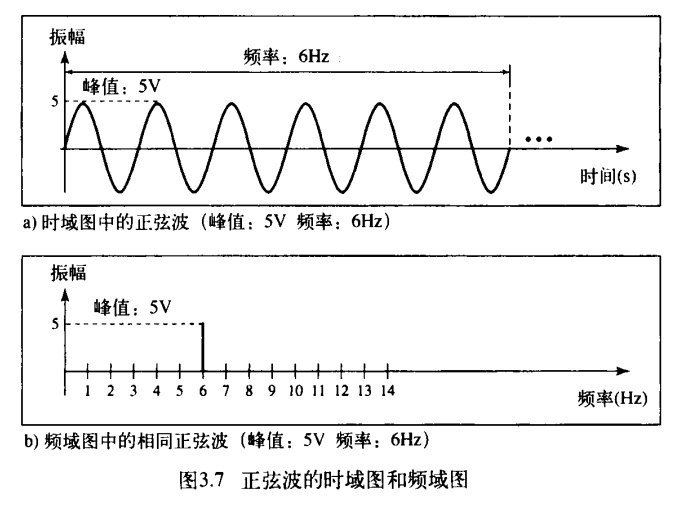 振幅
频率：6Hz
峰值：5V
5
时间(s)
a) 时域图中的正弦波（峰值：5V 频率：6Hz）
振幅
峰值：5V
5
1 2 3 4 5 6 7 8 9 10 11 12 13 14
频率(Hz)
b) 频域图中的相同正弦波（峰值：5V 频率：6Hz）
图3.7 正弦波的时域图和频域图